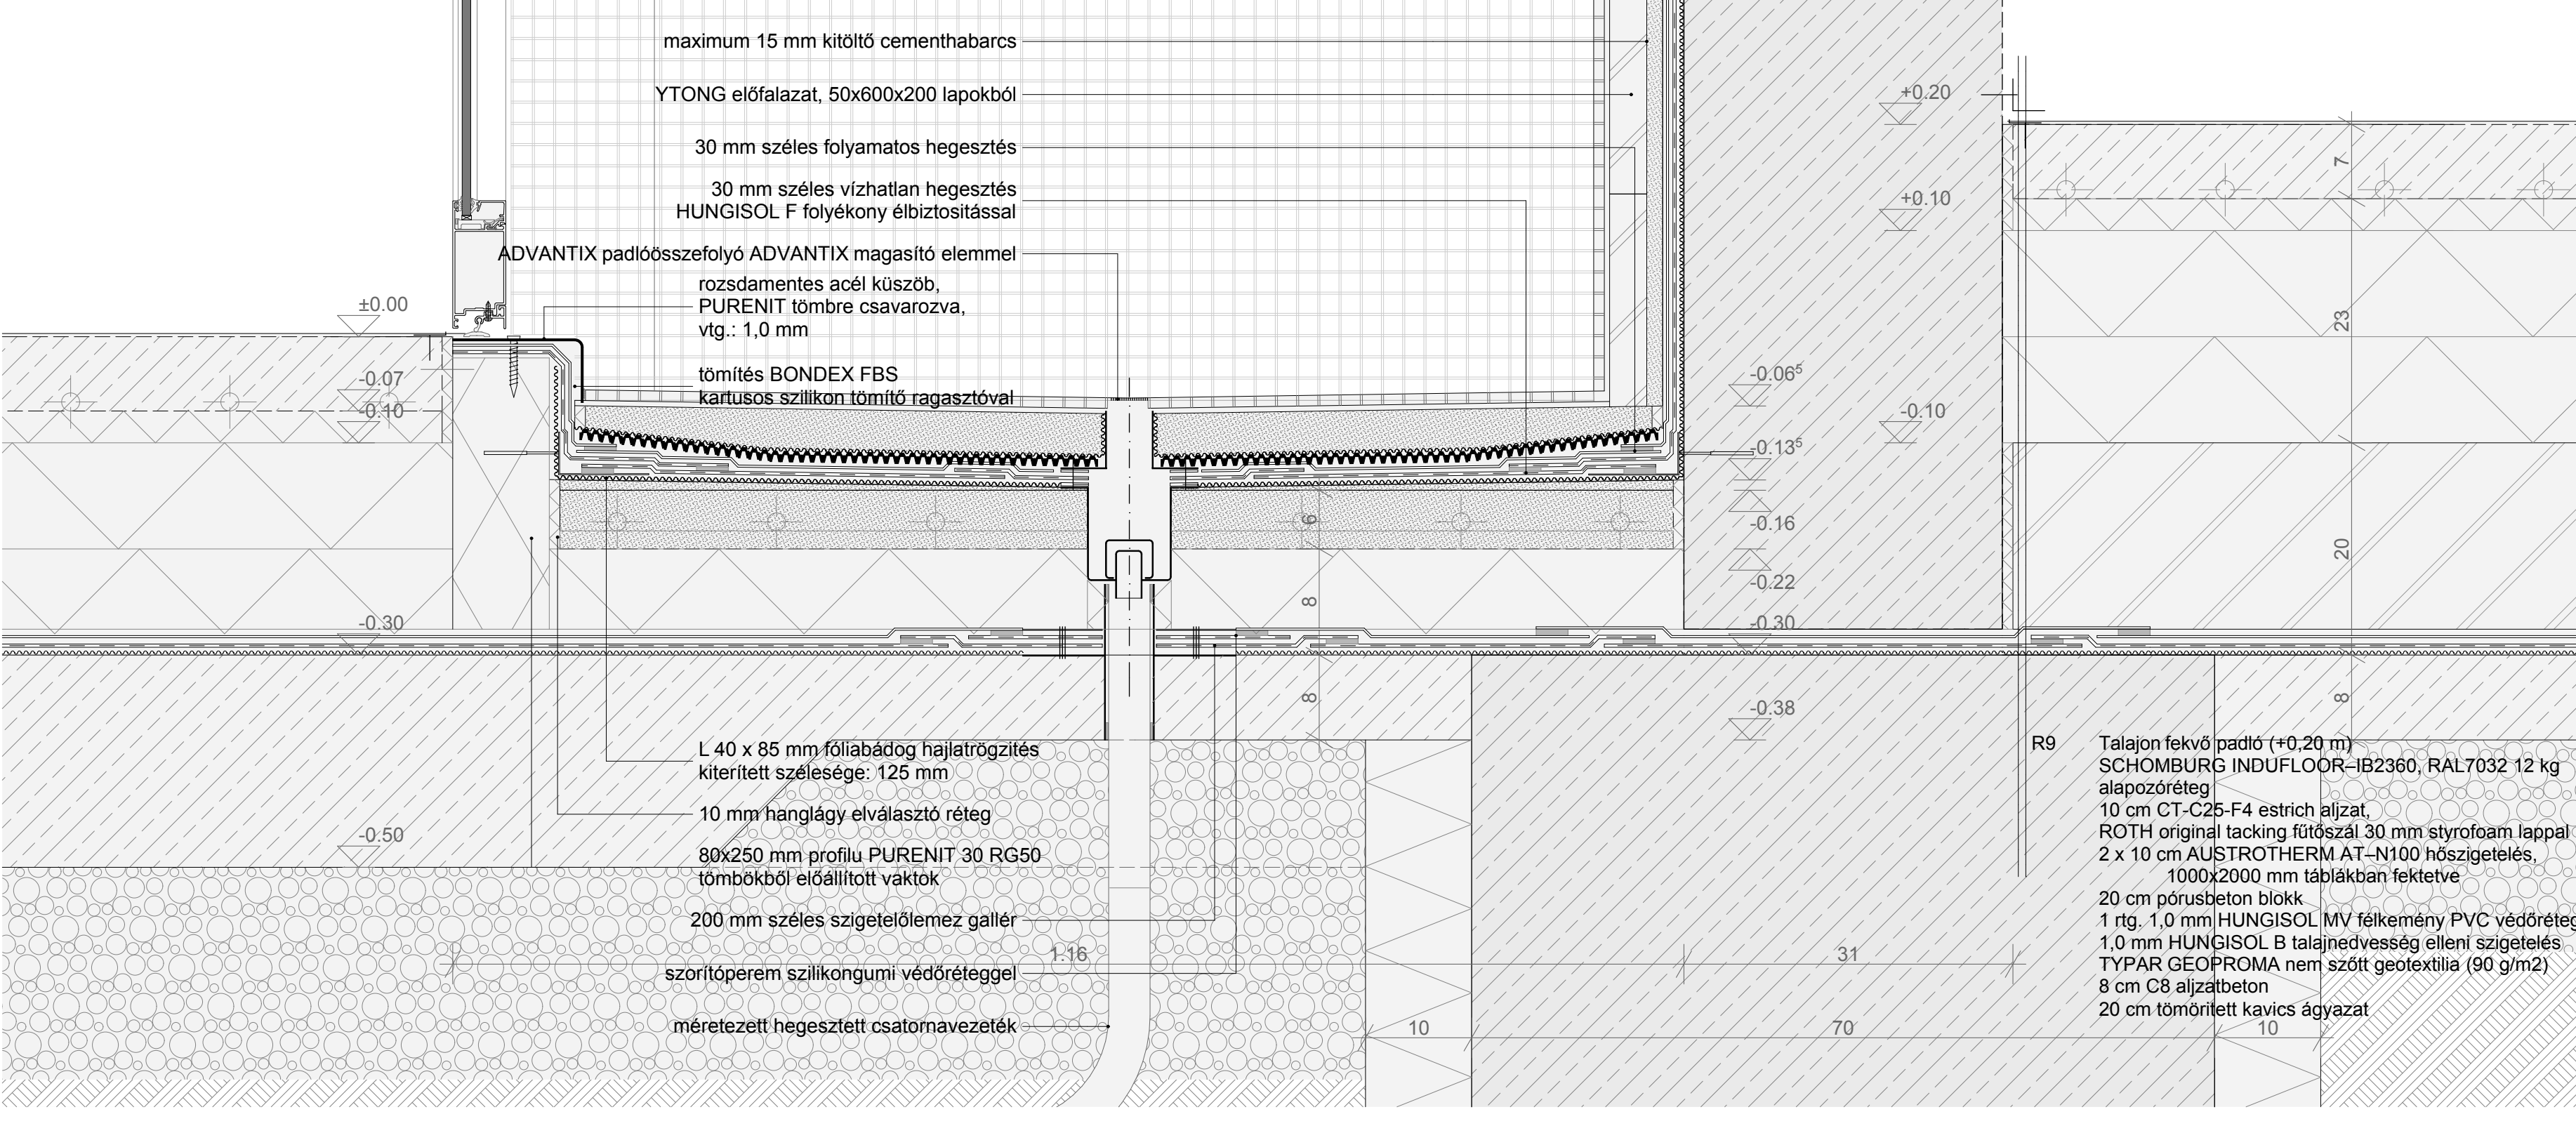 maximum 15 mm kitöltő cementhabarcs
YTONG előfalazat, 50x600x200 lapokból
30 mm széles folyamatos hegesztés
30 mm széles vízhatlan hegesztés
HUNGISOL F folyékony élbiztositással
ADVANTIX padlóösszefolyó ADVANTIX magasító elemmel
rozsdamentes acél küszöb,
PURENIT tömbre csavarozva,
vtg.: 1,0 mm
tömítés BONDEX FBS
kartusos szilikon tömítő ragasztóval
±0.00
-0.07
-0.10
-0.30
-0.50
L 40 x 85 mm fóliabádog hajlatrögzités
kiterített szélesége: 125 mm
10 mm hanglágy elválasztó réteg
80x250 mm profilu PURENIT 30 RG50
tömbökből előállított vaktok
200 mm széles szigetelőlemez gallér
szorítóperem szilikongumi védőréteggel
méretezett hegesztett csatornavezeték
1.16
6
8
8
+0.20
+0.10
-0.06⁵
-0.10
-0.13⁵
-0.16
-0.22
-0.30
-0.38
31
10
70
10
7
23
20
8
R9 Talajon fekvő padló (+0,20 m)
SCHOMBURG INDUFLOOR–IB2360, RAL7032 12 kg
alapozóréteg
10 cm CT-C25-F4 estrich aljzat,
ROTH original tacking fűtőszál 30 mm styrofoam lappal
2 x 10 cm AUSTROTHERM AT–N100 hőszigetelés,
1000x2000 mm táblákban fektetve
20 cm pórusbeton blokk
1 rtg. 1,0 mm HUNGISOL MV félkemény PVC védőréteg
1,0 mm HUNGISOL B talajnedvesség elleni szigetelés
TYPAR GEOPROMA nem szőtt geotextilia (90 g/m2)
8 cm C8 aljzatbeton
20 cm tömörített kavics ágyazat